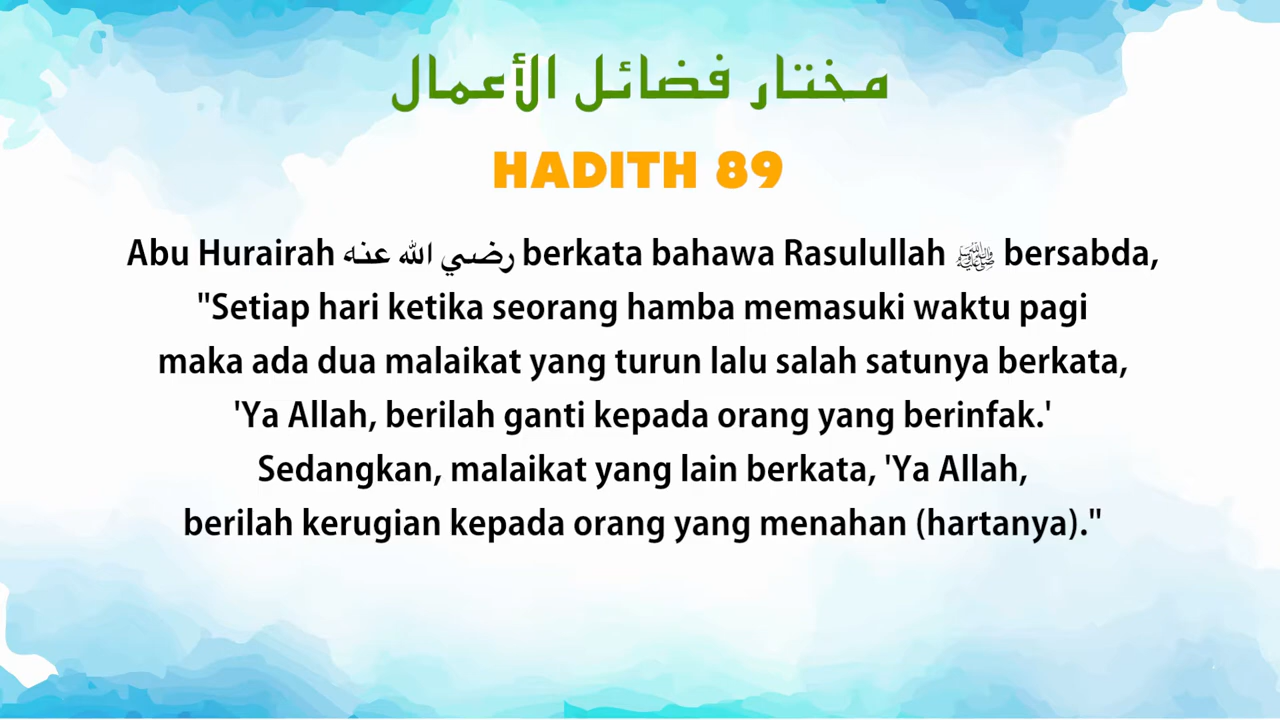 مختار فضائل الأعمال
HADITH 89
Abu Hurairah رضي الله عنه berkata bahawa Rasulullah ﷺ bersabda,
"Setiap hari ketika seorang hamba memasuki waktu pagi
maka ada dua malaikat yang turun lalu salah satunya berkata,
'Ya Allah, berilah ganti kepada orang yang berinfak.'
Sedangkan, malaikat yang lain berkata, 'Ya Allah,
berilah kerugian kepada orang yang menahan (hartanya)."